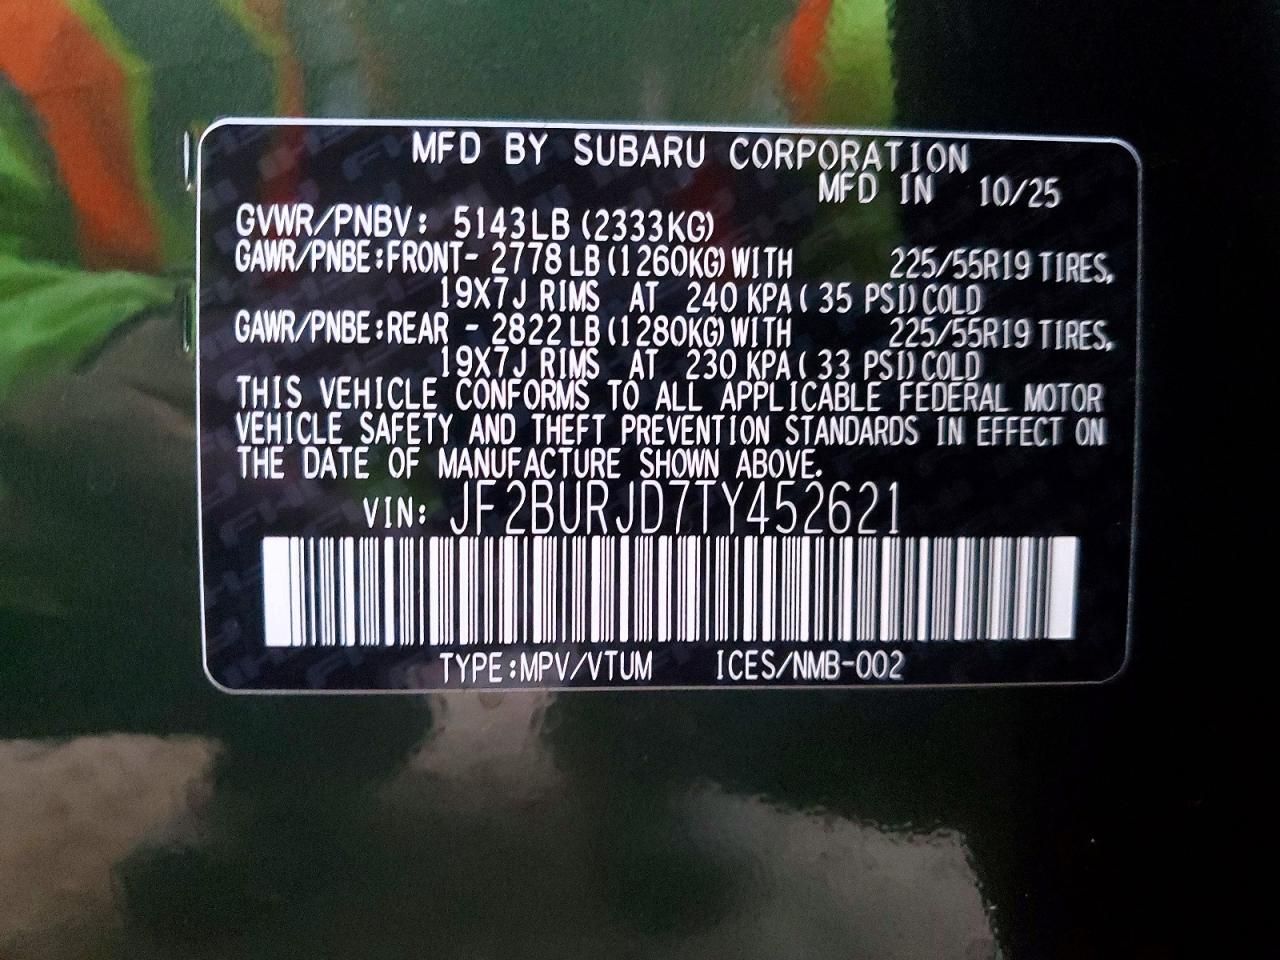 MFD BY SUBARU CORPORATION
MFD IN 10/25
GVWR/PNBV: 5143LB (2333KG)
GAWR/PNBE:FRONT- 2778 LB (1260KG) WITH 225/55R19 TIRES,
19X7J RIMS AT 240 KPA ( 35 PSI) COLD
GAWR/PNBE:REAR - 2822 LB (1280KG) WITH 225/55R19 TIRES,
19X7J RIMS AT 230 KPA ( 33 PSI) COLD
THIS VEHICLE CONFORMS TO ALL APPLICABLE FEDERAL MOTOR
VEHICLE SAFETY AND THEFT PREVENTION STANDARDS IN EFFECT ON
THE DATE OF MANUFACTURE SHOWN ABOVE.
VIN: JF2BURJD7TY452621
TYPE:MPV/VTUM ICES/NMB-002